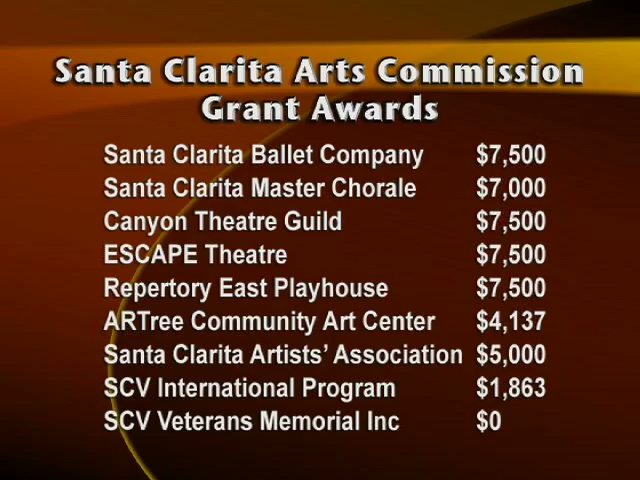 Santa Clarita Arts Commission
Grant Awards
Santa Clarita Ballet Company $7,500
Santa Clarita Master Chorale $7,000
Canyon Theatre Guild $7,500
ESCAPE Theatre $7,500
Repertory East Playhouse $7,500
ARTree Community Art Center $4,137
Santa Clarita Artists’ Association $5,000
SCV International Program $1,863
SCV Veterans Memorial Inc $0